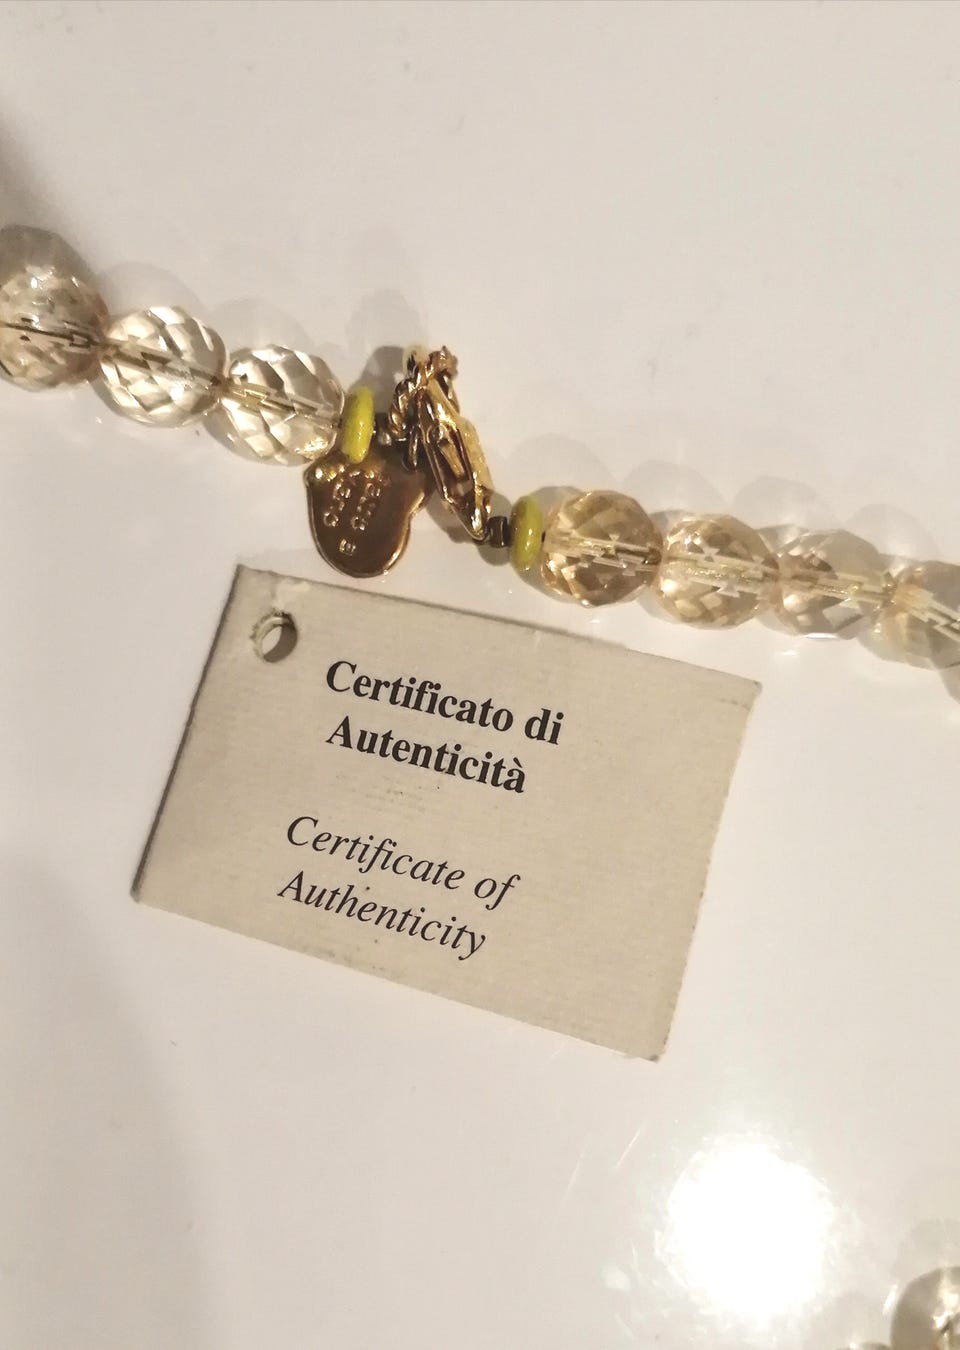 Certificato di
Autenticità
Certificate of
Authenticity